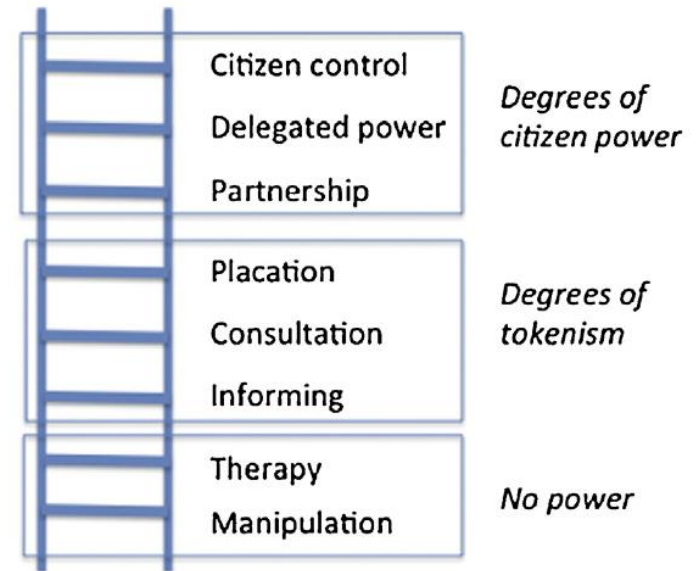 Citizen control
Delegated power
Partnership
Degrees of
citizen power
Placation
Consultation
Informing
Degrees of
tokenism
Therapy
Manipulation
No power